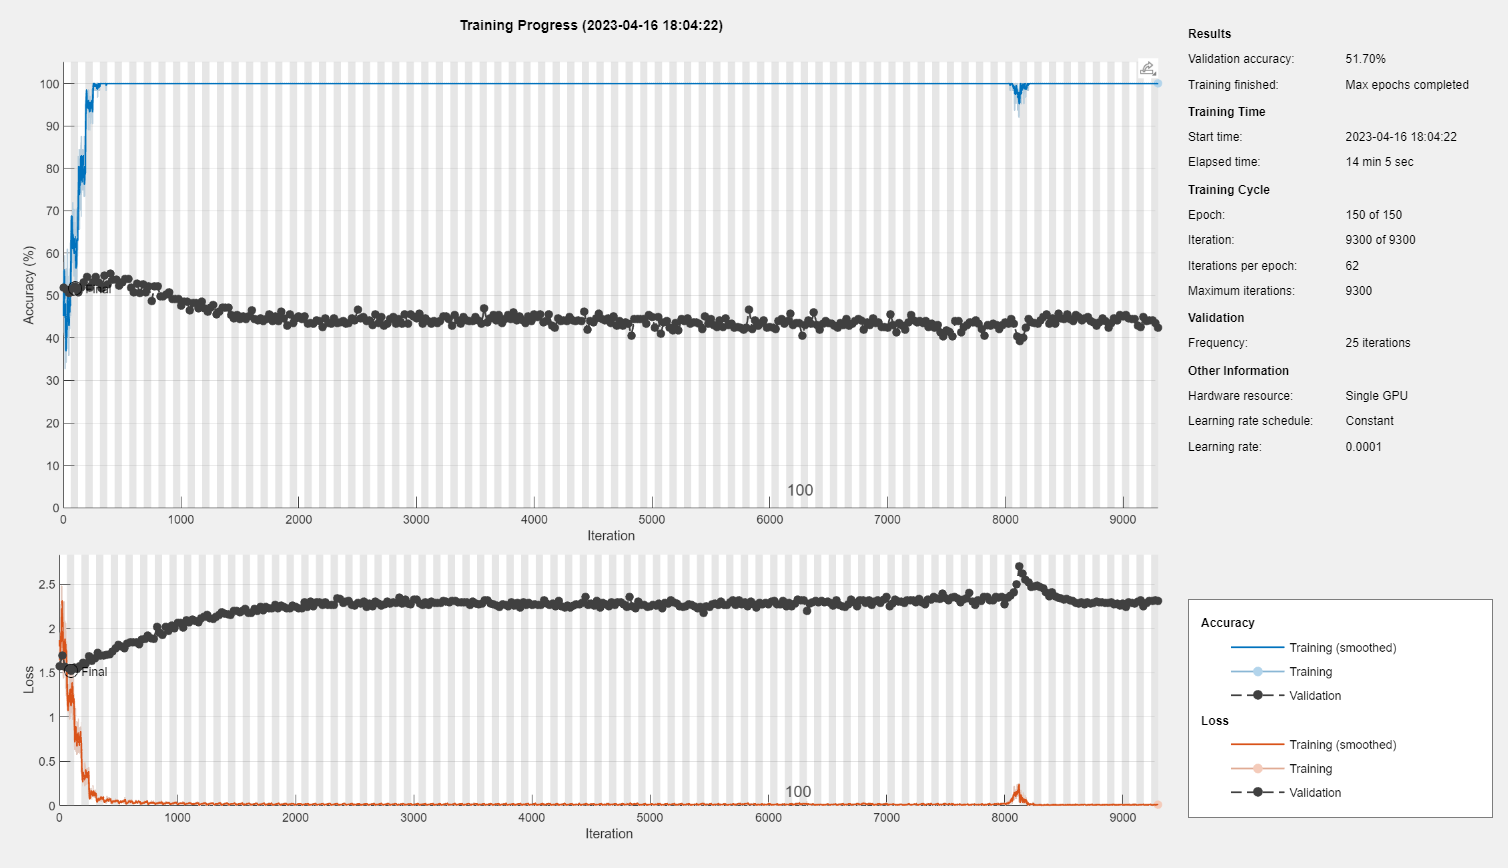 Training Progress (2023-04-16 18:04:22)
Accuracy (%)
100
90
80
70
60
50
40
30
20
10
0
Final
100
0 1000 2000 3000 4000 5000 6000 7000 8000 9000
Iteration
Loss
2.5
2
1.5
1
0.5
0
Final
100
0 1000 2000 3000 4000 5000 6000 7000 8000 9000
Iteration
Results
Validation accuracy: 51.70%
Training finished: Max epochs completed
Training Time
Start time: 2023-04-16 18:04:22
Elapsed time: 14 min 5 sec
Training Cycle
Epoch: 150 of 150
Iteration: 9300 of 9300
Iterations per epoch: 62
Maximum iterations: 9300
Validation
Frequency: 25 iterations
Other Information
Hardware resource: Single GPU
Learning rate schedule: Constant
Learning rate: 0.0001
Accuracy
Training (smoothed)
Training
Validation
Loss
Training (smoothed)
Training
Validation